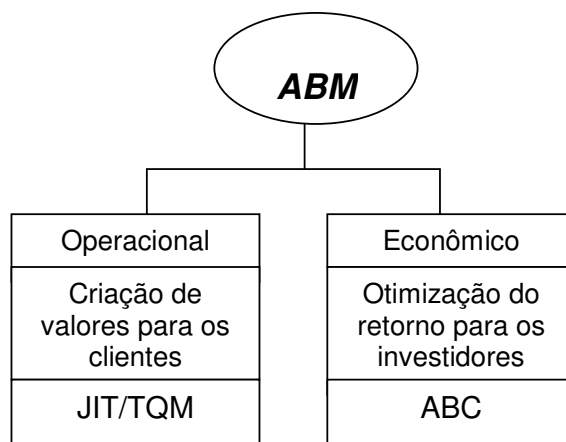 ABM
Operacional
Criação de
valores para os
clientes
JIT/TQM
Econômico
Otimização do
retorno para os
investidores
ABC